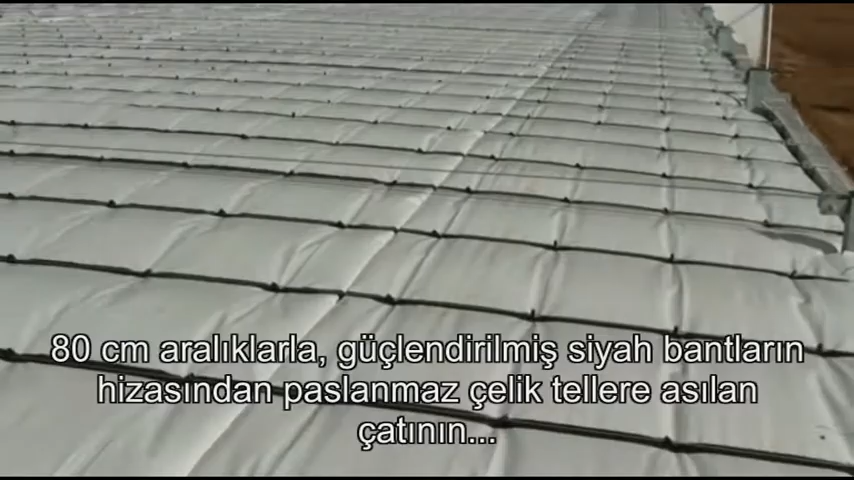 80 cm aralıklarla, güçlendirilmiş siyah bantların
hizasından paslanmaz çelik tellere asılan
çatının...